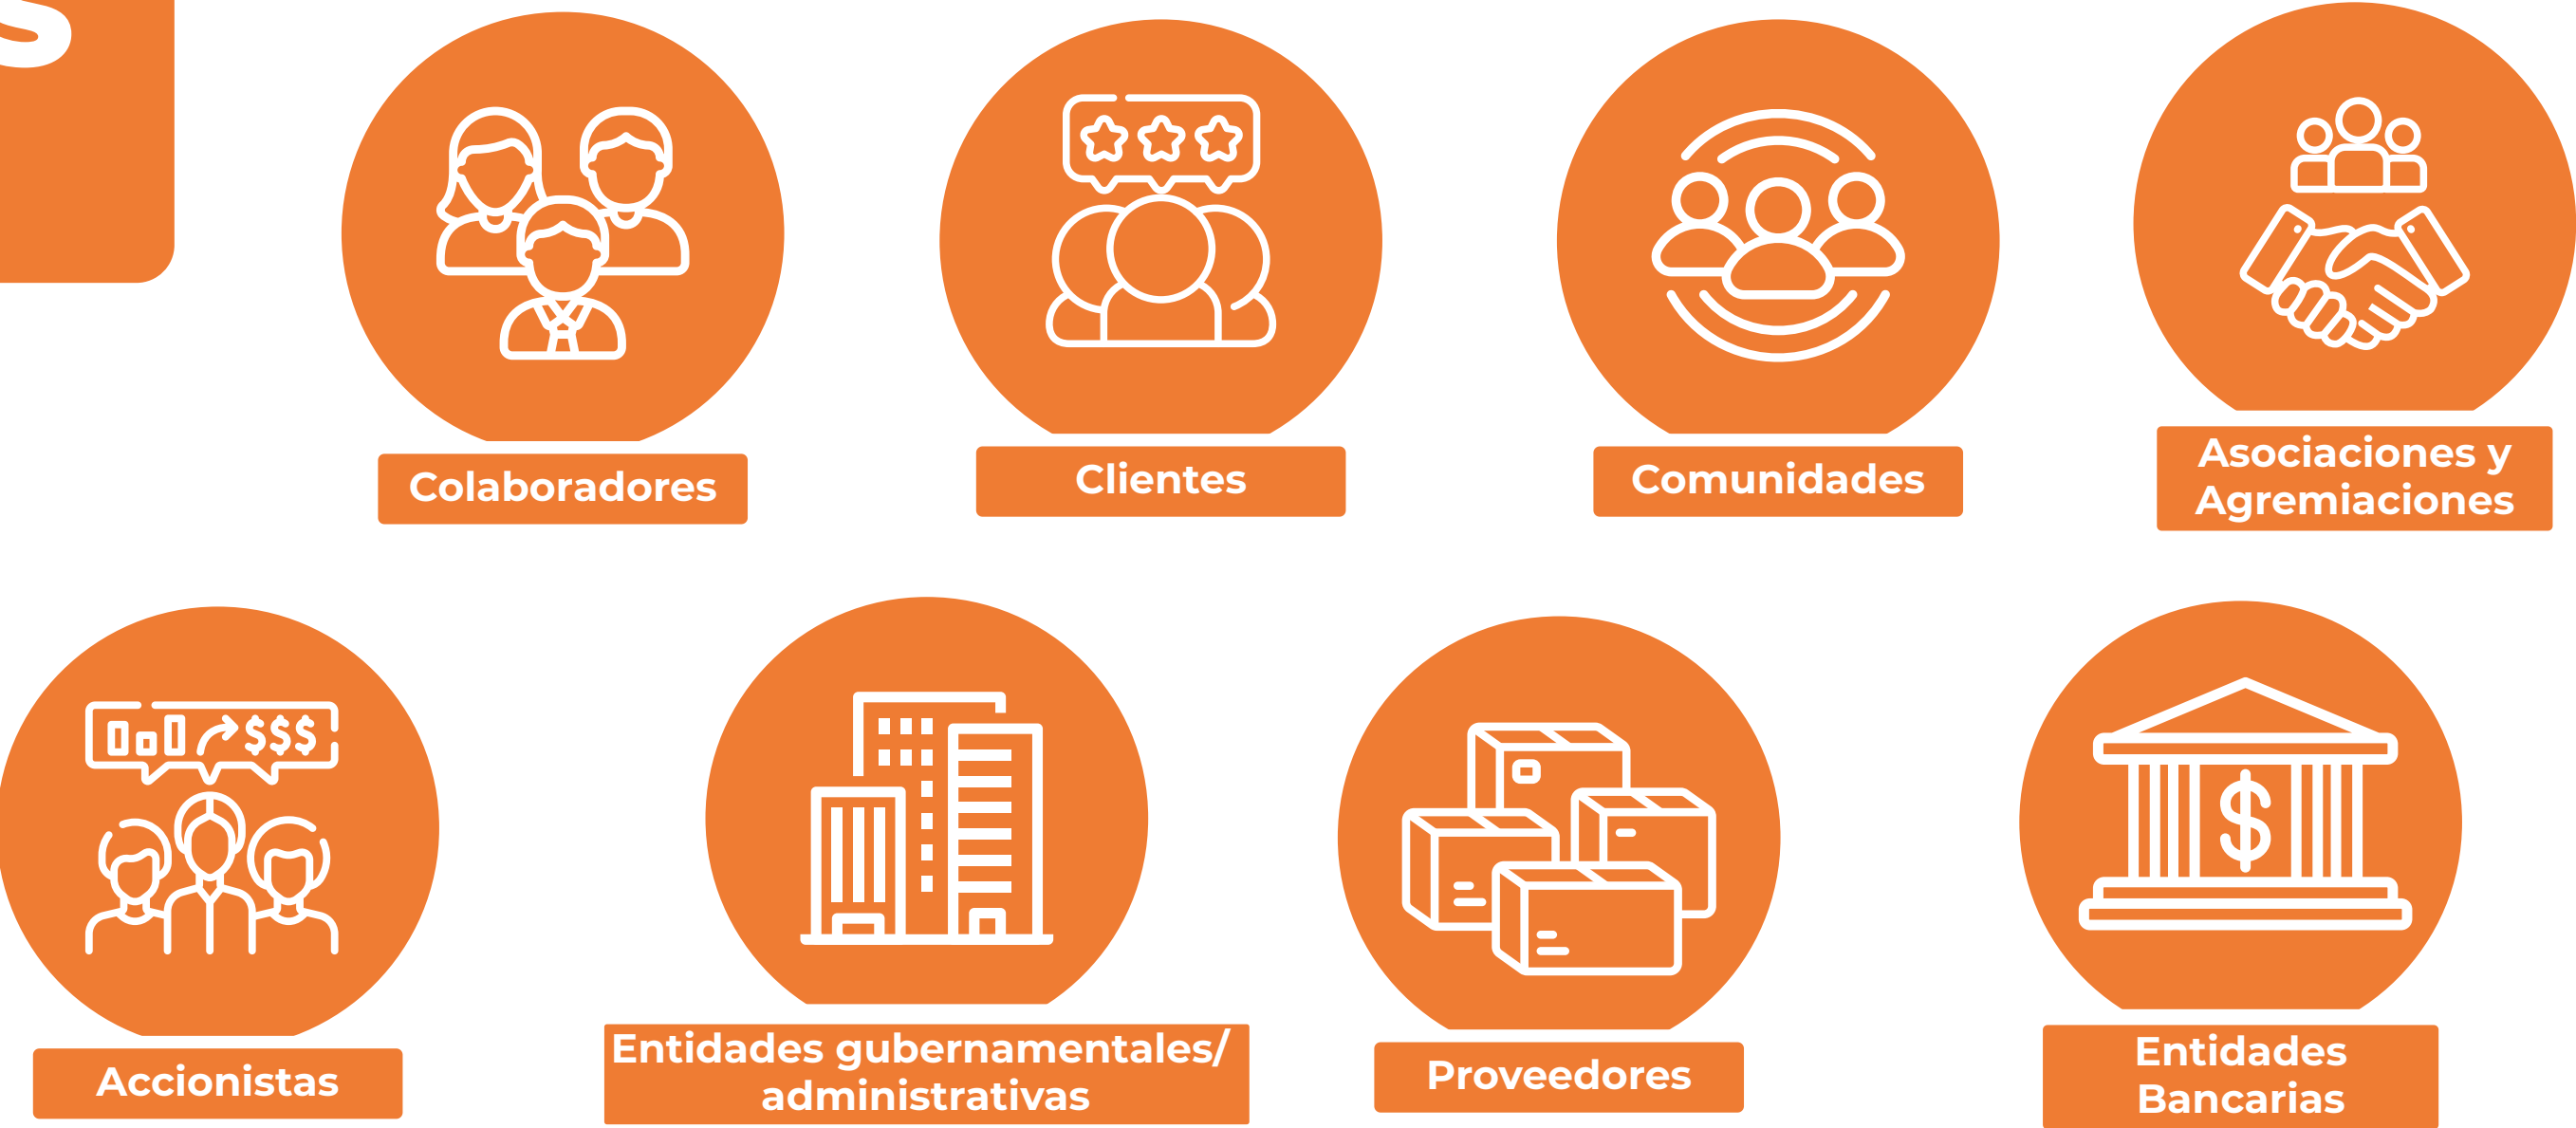 s
Colaboradores
Clientes
Comunidades
Asociaciones y
Agremiaciones
$$$
Accionistas
Entidades gubernamentales/
administrativas
Proveedores
$
Entidades
Bancarias